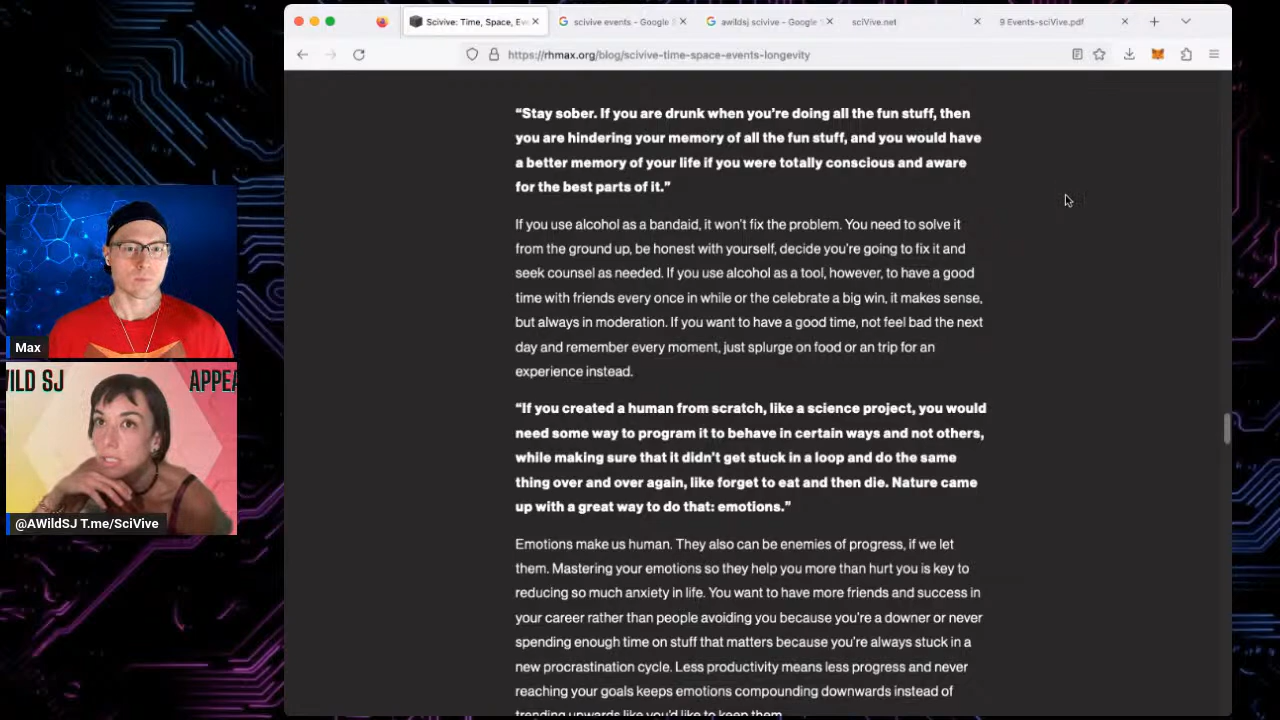 Scivive: Time, Space, Ev
scivive events - Google
awildsj scivive - Google
sciVive.net
9 Events-sciVive.pdf
https://rhmax.org/blog/scivive-time-space-events-longevity
“Stay sober. If you are drunk when you’re doing all the fun stuff, then
you are hindering your memory of all the fun stuff, and you would have
a better memory of your life if you were totally conscious and aware
for the best parts of it.”
If you use alcohol as a bandaid, it won’t fix the problem. You need to solve it
from the ground up, be honest with yourself, decide you’re going to fix it and
seek counsel as needed. If you use alcohol as a tool, however, to have a good
time with friends every once in while or the celebrate a big win, it makes sense,
but always in moderation. If you want to have a good time, not feel bad the next
day and remember every moment, just splurge on food or an trip for an
experience instead.
“If you created a human from scratch, like a science project, you would
need some way to program it to behave in certain ways and not others,
while making sure that it didn’t get stuck in a loop and do the same
thing over and over again, like forget to eat and then die. Nature came
up with a great way to do that: emotions.”
Emotions make us human. They also can be enemies of progress, if we let
them. Mastering your emotions so they help you more than hurt you is key to
reducing so much anxiety in life. You want to have more friends and success in
your career rather than people avoiding you because you’re a downer or never
spending enough time on stuff that matters because you’re always stuck in a
new procrastination cycle. Less productivity means less progress and never
reaching your goals keeps emotions compounding downwards instead of
trending upwards like you’d like to keep them.
Max
WILD SJ
APPEA
@AWildSJ T.me/SciVive